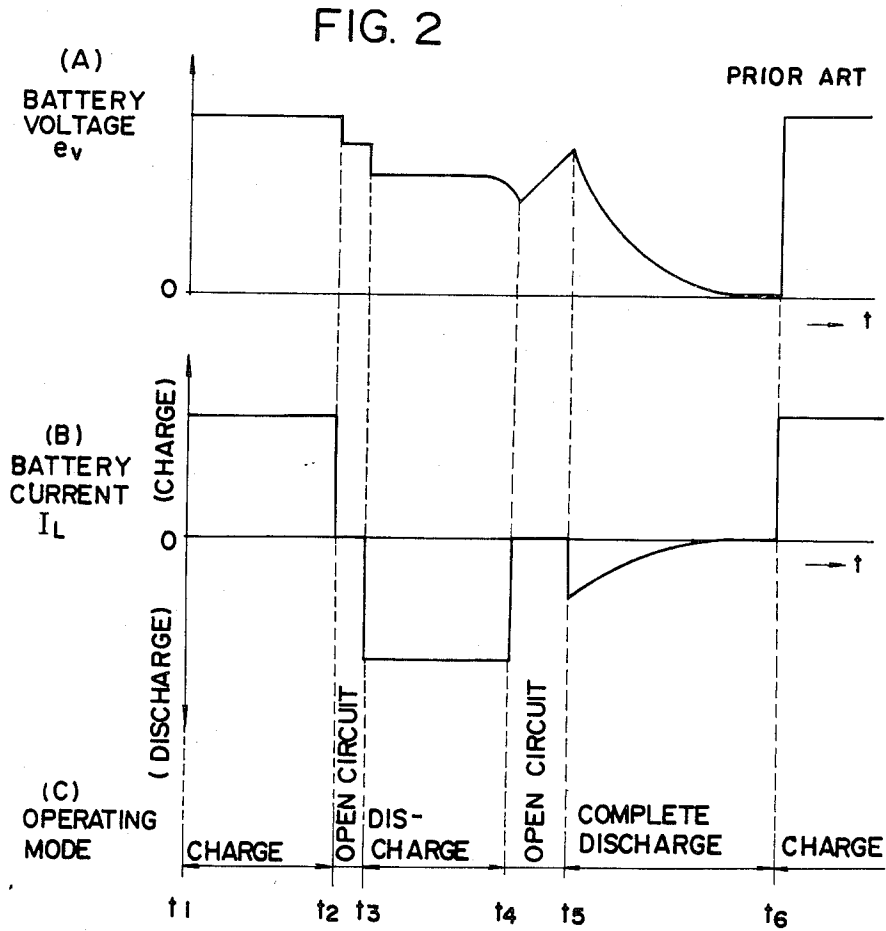 FIG. 2
(A)
BATTERY
VOLTAGE
ev
PRIOR ART
0
t
(B)
BATTERY
CURRENT
IL
(CHARGE)
0
t
(DISCHARGE)
(C)
OPERATING
MODE
CHARGE
OPEN CIRCUIT
DIS-
CHARGE
OPEN CIRCUIT
COMPLETE
DISCHARGE
CHARGE
t1
t2
t3
t4
t5
t6